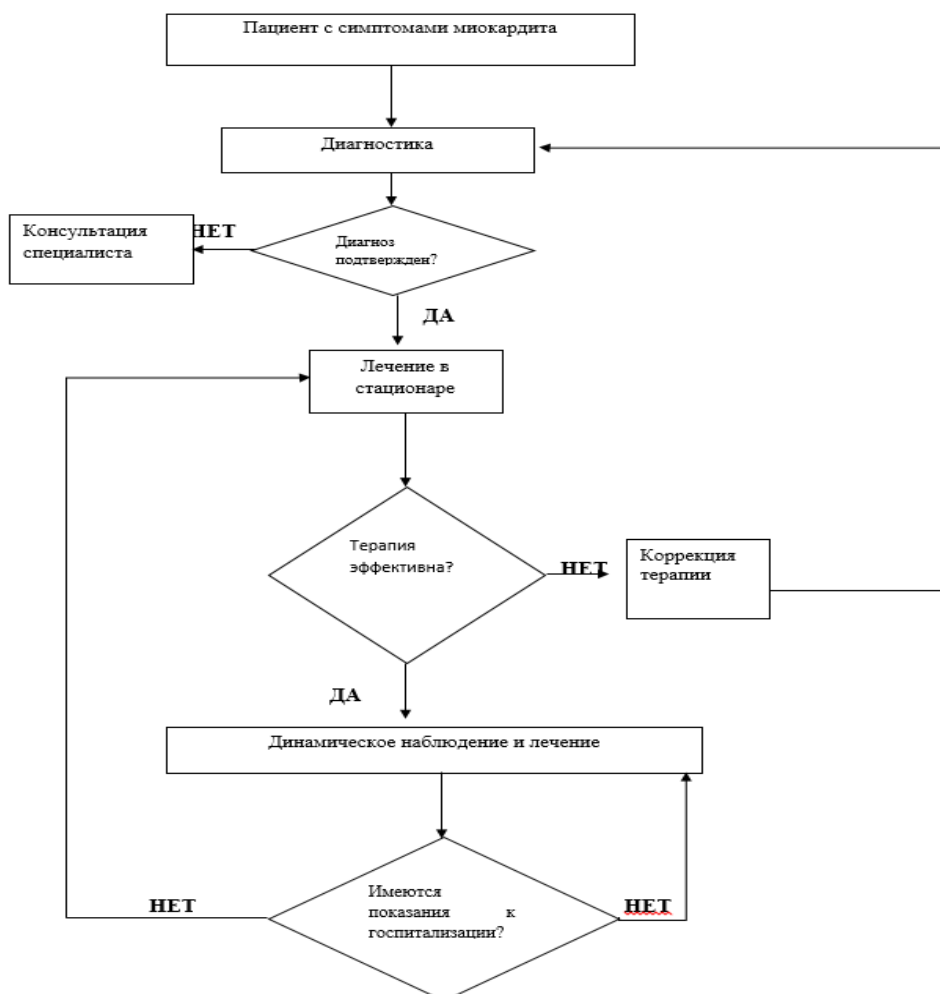 Пациент с симптомами миокардита
Диагностика
Консультация
специалиста
НЕТ
Диагноз
подтвержден?
ДА
Лечение в
стационаре
Терапия
эффективна?
НЕТ
Коррекция
терапии
ДА
Динамическое наблюдение и лечение
НЕТ
Имеются
показания к
госпитализации?
НЕТ